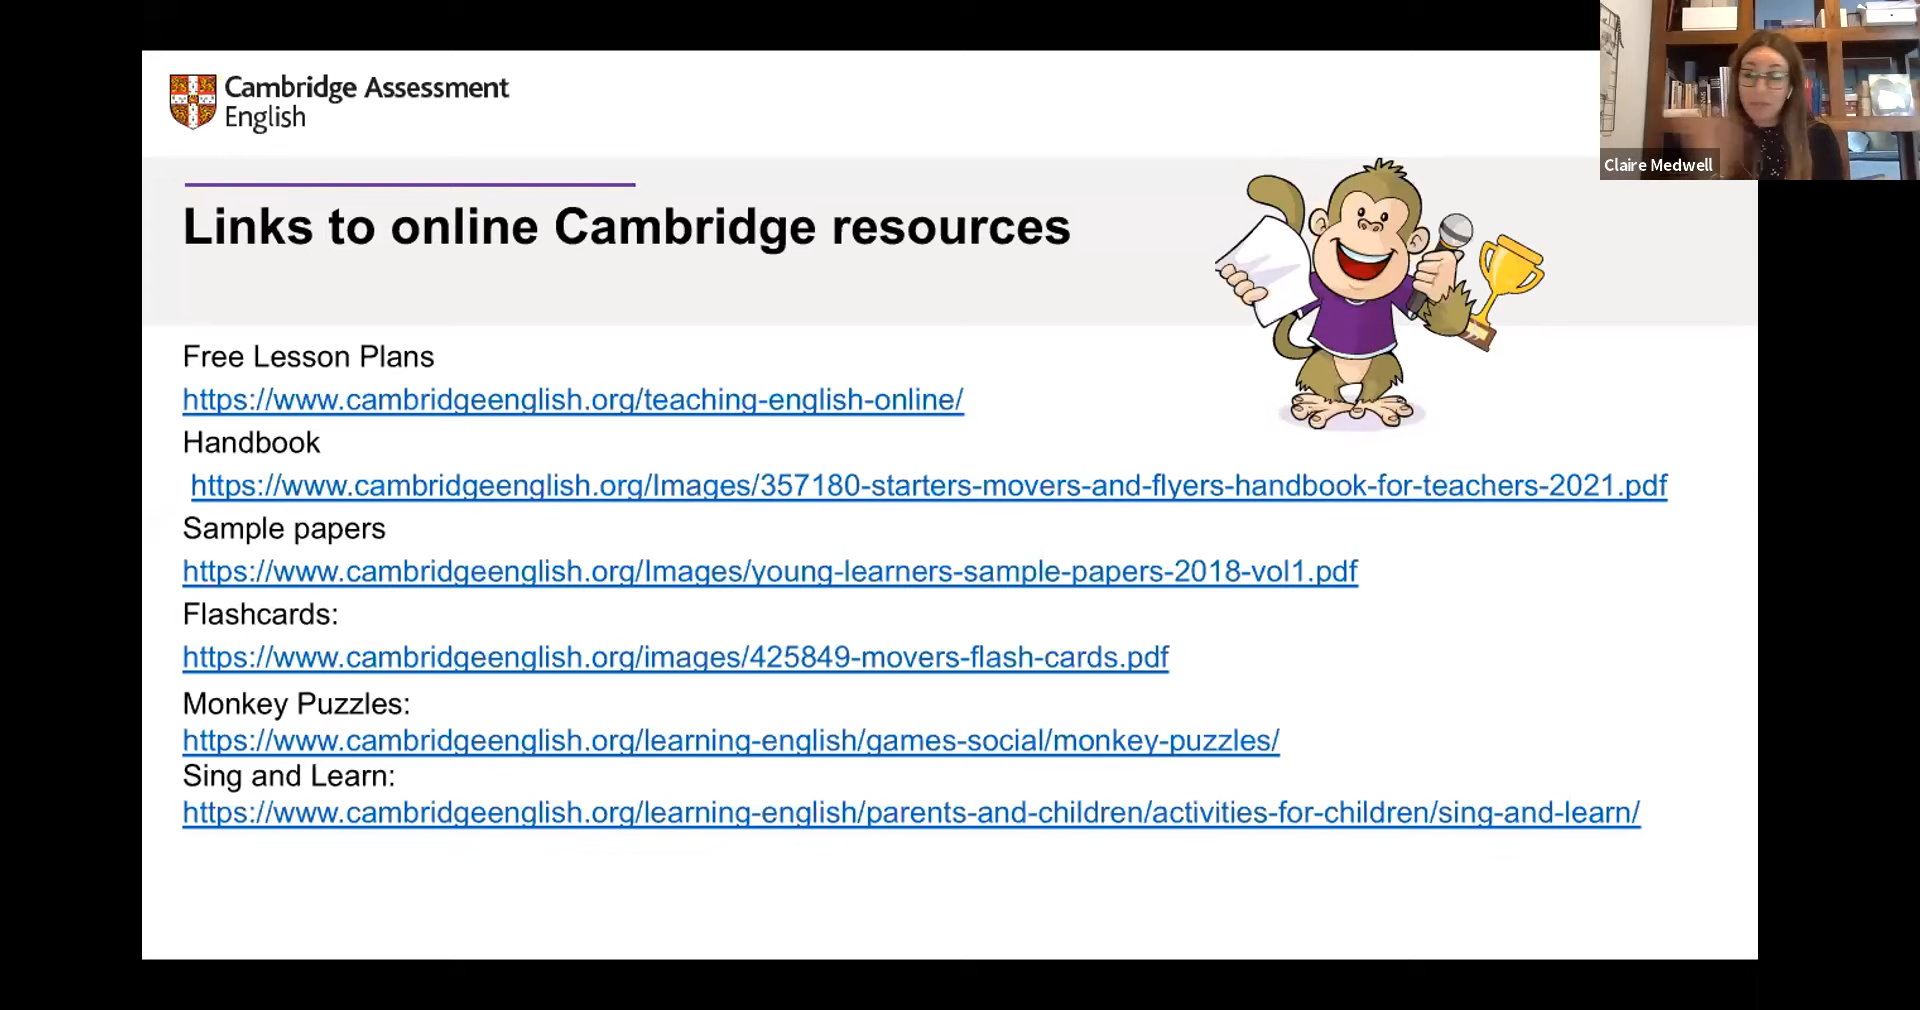 Cambridge Assessment
English
Claire Medwell
Links to online Cambridge resources
Free Lesson Plans
https://www.cambridgeenglish.org/teaching-english-online/
Handbook
https://www.cambridgeenglish.org/Images/357180-starters-movers-and-flyers-handbook-for-teachers-2021.pdf
Sample papers
https://www.cambridgeenglish.org/Images/young-learners-sample-papers-2018-vol1.pdf
Flashcards:
https://www.cambridgeenglish.org/images/425849-movers-flash-cards.pdf
Monkey Puzzles:
https://www.cambridgeenglish.org/learning-english/games-social/monkey-puzzles/
Sing and Learn:
https://www.cambridgeenglish.org/learning-english/parents-and-children/activities-for-children/sing-and-learn/